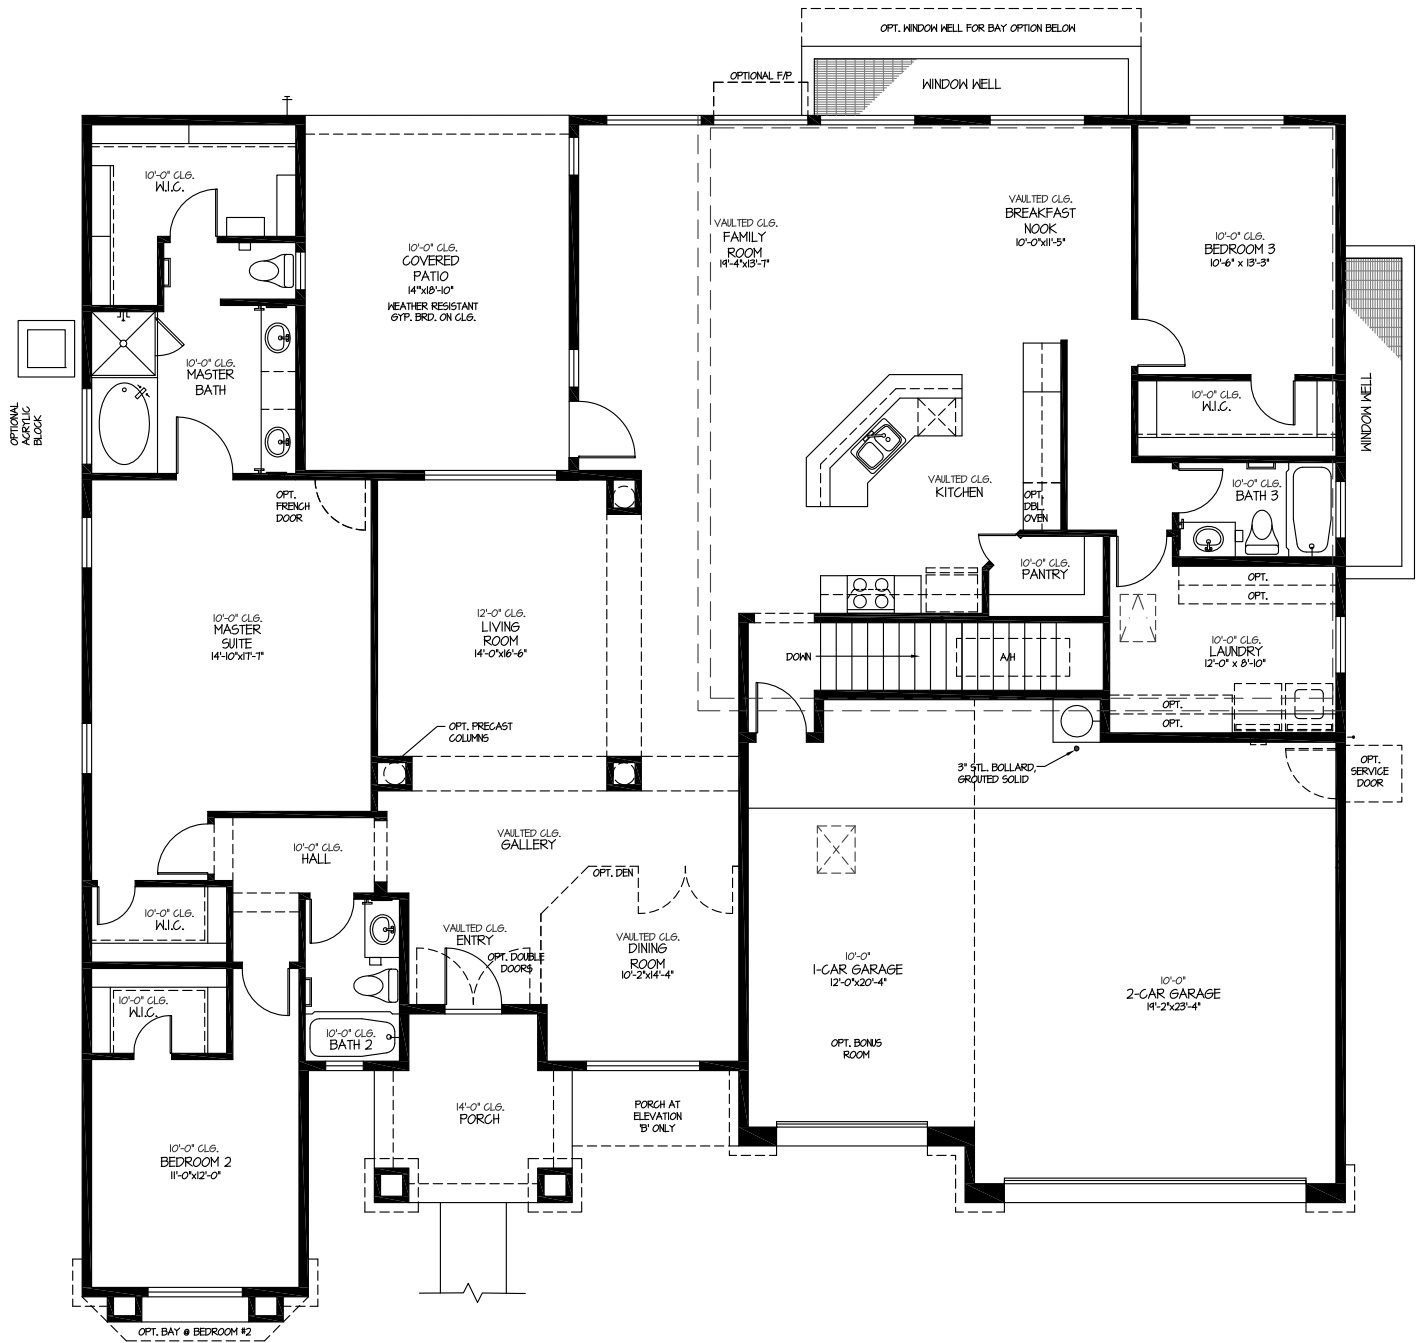 OPT. WINDOW WELL FOR BAY OPTION BELOW
OPTIONAL F/P
WINDOW WELL
10'-0" CLG.
W.I.C.
10'-0" CLG.
COVERED
PATIO
14'"x18'-10"
WEATHER RESISTANT
GYP. BRD. ON CLG.
VAULTED CLG.
FAMILY
ROOM
19'-4"x13'-7"
VAULTED CLG.
BREAKFAST
NOOK
10'-0"x11'-5"
10'-0" CLG.
BEDROOM 3
10'-6" x 13'-3"
WINDOW WELL
OPTIONAL
ACRYLIC
BLOCK
10'-0" CLG.
MASTER
BATH
10'-0" CLG.
W.I.C.
VAULTED CLG.
KITCHEN
OPT.
DBL.
OVEN
10'-0" CLG.
BATH 3
OPT.
FRENCH
DOOR
10'-0" CLG.
PANTRY
OPT.
OPT.
10'-0" CLG.
MASTER
SUITE
14'-10"x17'-7"
12'-0" CLG.
LIVING
ROOM
14'-0"x16'-6"
DOWN
A/H
10'-0" CLG.
LAUNDRY
12'-0" x 8'-10"
OPT.
OPT.
OPT. PRECAST
COLUMNS
3" STL. BOLLARD,
GROUTED SOLID
OPT.
SERVICE
DOOR
10'-0" CLG.
HALL
VAULTED CLG.
GALLERY
OPT. DEN
10'-0" CLG.
W.I.C.
VAULTED CLG.
ENTRY
OPT. DOUBLE
DOORS
VAULTED CLG.
DINING
ROOM
10'-2"x14'-4"
10'-0"
1-CAR GARAGE
12'-0"x20'-4"
10'-0"
2-CAR GARAGE
19'-2"x23'-4"
10'-0" CLG.
W.I.C.
10'-0" CLG.
BATH 2
OPT. BONUS
ROOM
14'-0" CLG.
PORCH
PORCH AT
ELEVATION
'B' ONLY
10'-0" CLG.
BEDROOM 2
11'-0"x12'-0"
OPT. BAY @ BEDROOM #2